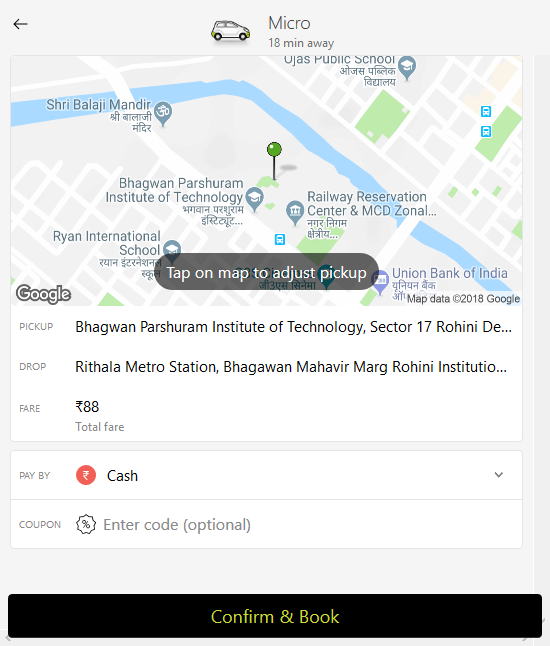 Micro
18 min away
Ojas Public School
ओजस पब्लिक
विद्यालय
Shri Balaji Mandir
श्री बालाजी
मंदिर
Bhagwan Parshuram
Institute of Technology
भगवान परशुराम
इंस्टिट्यूट...
Railway Reservation
Center & MCD Zonal...
नगर निगम
क्षेत्रीय...
Ryan International
School
रयान इंटरनेशनल
स्कूल
Tap on map to adjust pickup
जी3एस सिनेमा
Union Bank of India
यूनियन बैंक
Google
Map data ©2018 Google
PICKUP Bhagwan Parshuram Institute of Technology, Sector 17 Rohini De...
DROP Rithala Metro Station, Bhagawan Mahavir Marg Rohini Institutio...
FARE ₹88
Total fare
PAY BY ₹ Cash
COUPON % Enter code (optional)
Confirm & Book